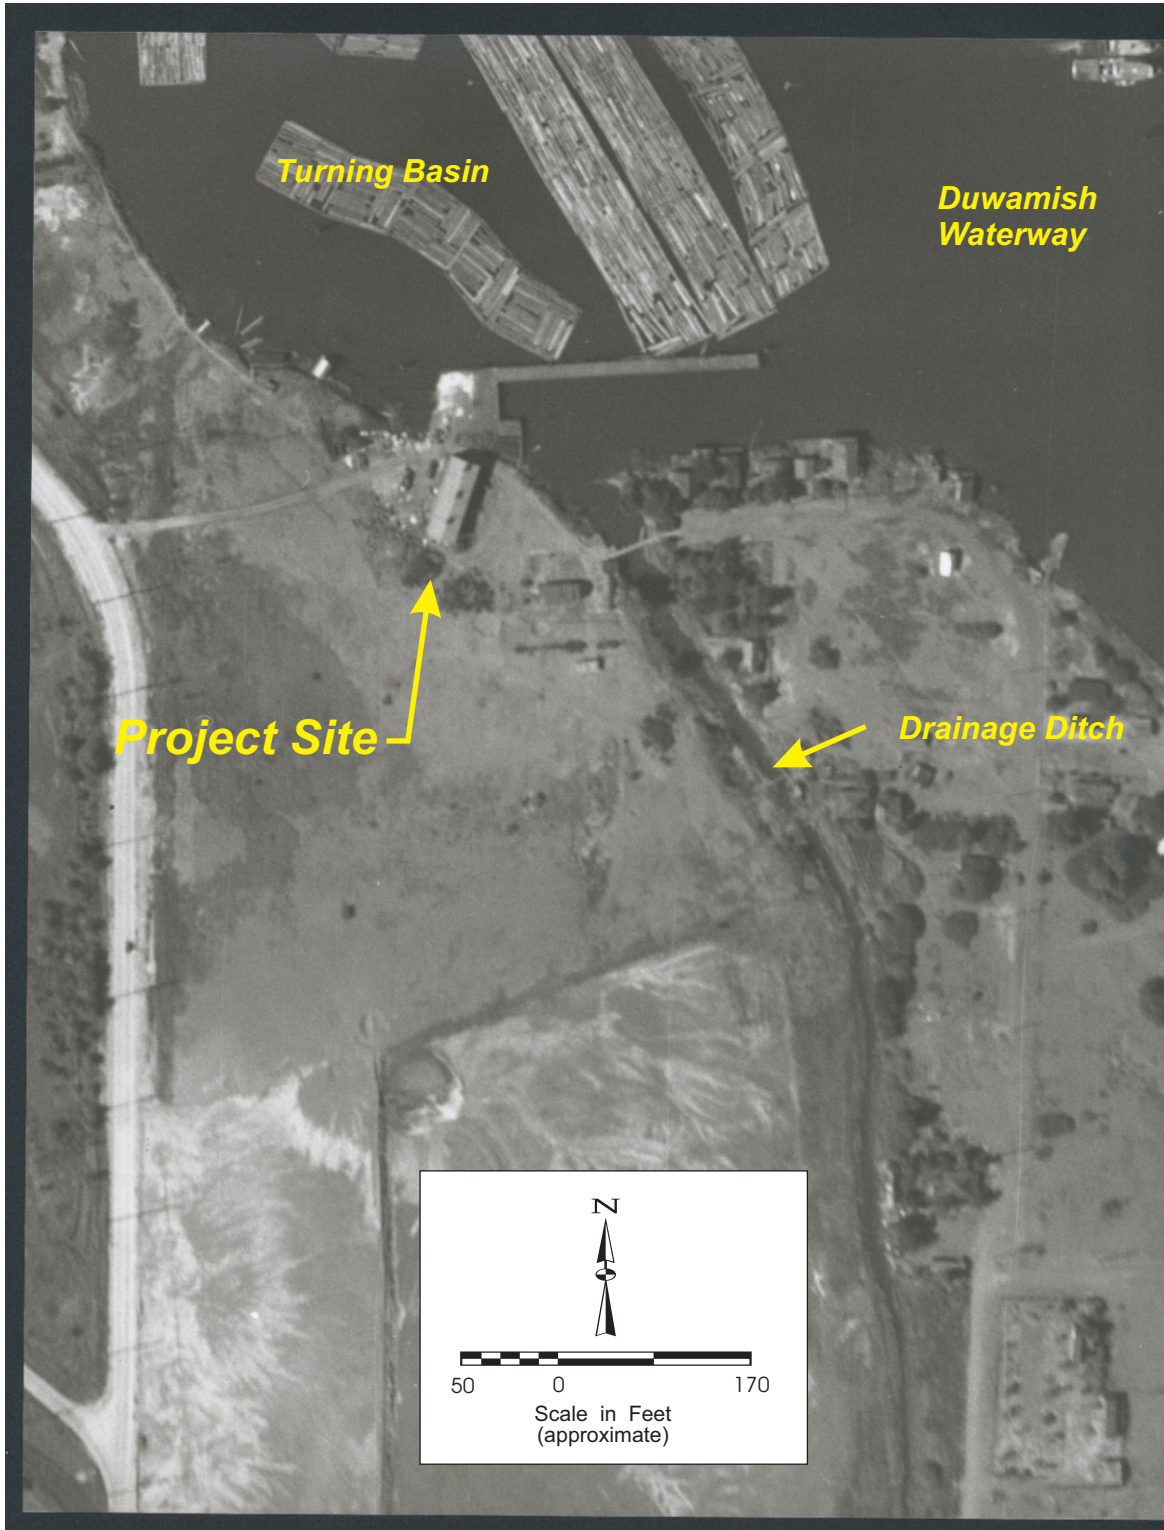 Turning Basin
Duwamish
Waterway
Project Site
Drainage Ditch
N
50 0 170
Scale in Feet
(approximate)